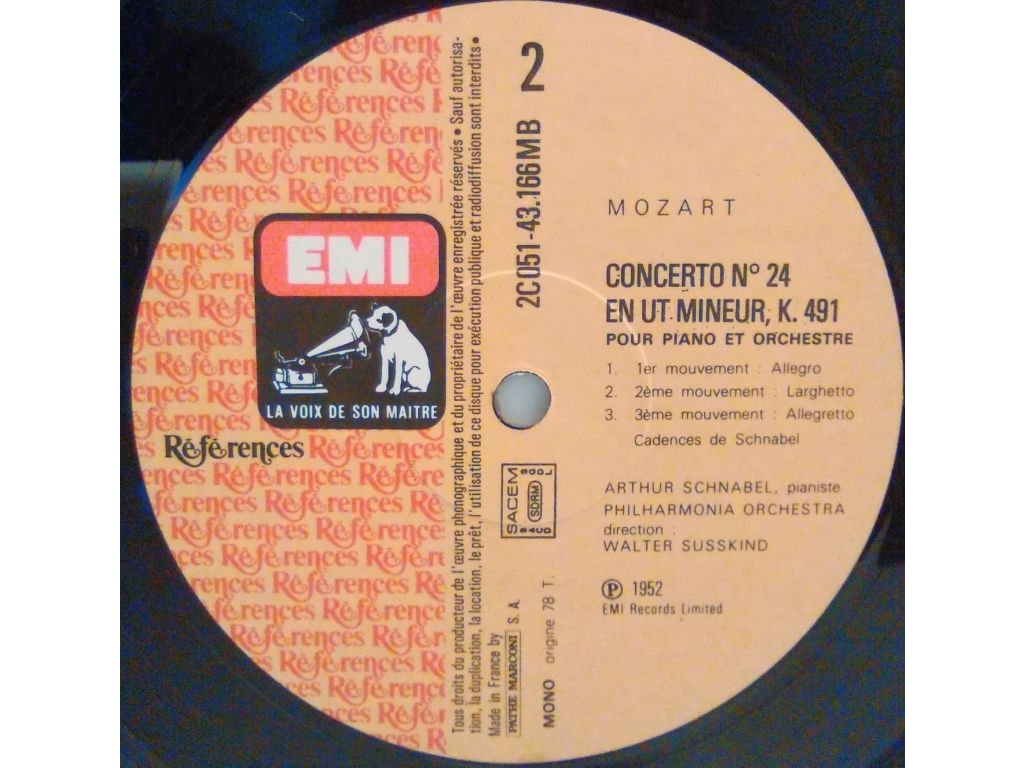 Références
EMI
LA VOIX DE SON MAITRE
Références
Tous droits du producteur de l'œuvre phonographique et du propriétaire de l'œuvre enregistrée réservés • Sauf autorisa-
tion, la duplication, la location, le prêt, l'utilisation de ce disque pour exécution publique et radiodiffusion sont interdits •
Made in France by
PATHE MARCONI S. A.
MONO origine 78 T.
SACEM
SDRM
2C051-43.166MB 2
MOZART
CONCERTO N° 24
EN UT MINEUR, K. 491
POUR PIANO ET ORCHESTRE
1. 1er mouvement : Allegro
2. 2ème mouvement : Larghetto
3. 3ème mouvement : Allegretto
Cadences de Schnabel
ARTHUR SCHNABEL, pianiste
PHILHARMONIA ORCHESTRA
direction :
WALTER SUSSKIND
Ⓟ 1952
EMI Records Limited